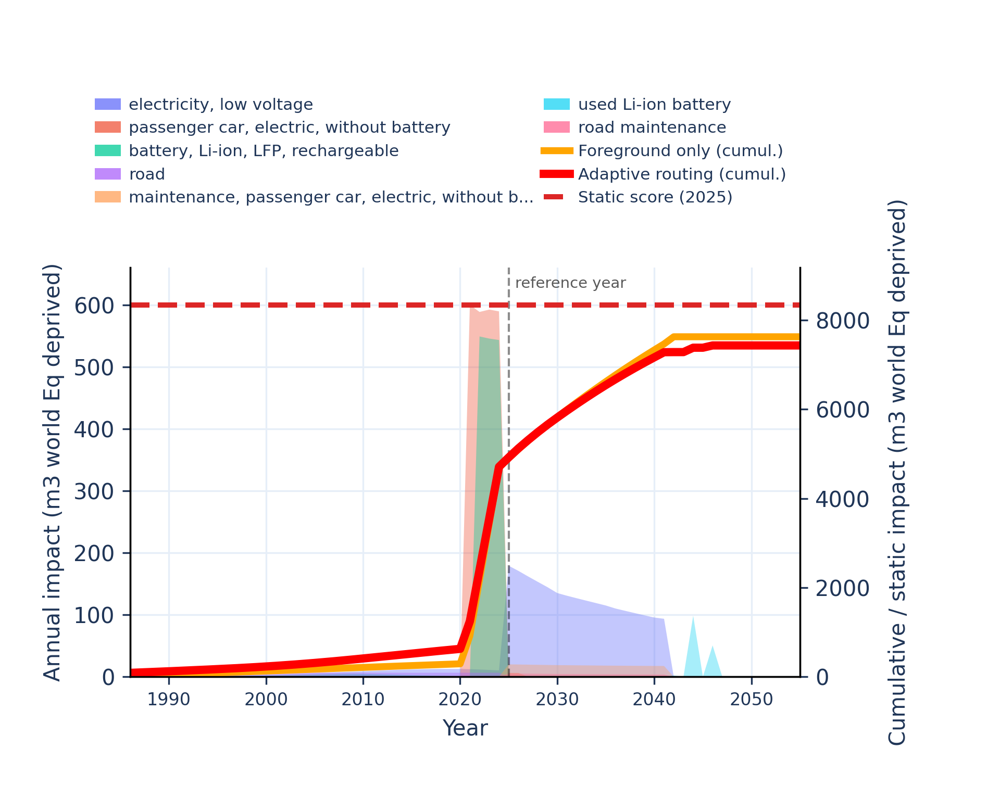 electricity, low voltage
passenger car, electric, without battery
battery, Li-ion, LFP, rechargeable
road
maintenance, passenger car, electric, without b...
used Li-ion battery
road maintenance
Foreground only (cumul.)
Adaptive routing (cumul.)
Static score (2025)
reference year
Annual impact (m3 world Eq deprived)
600
500
400
300
200
100
0
8000
6000
4000
2000
0
Cumulative / static impact (m3 world Eq deprived)
1990 2000 2010 2020 2030 2040 2050
Year